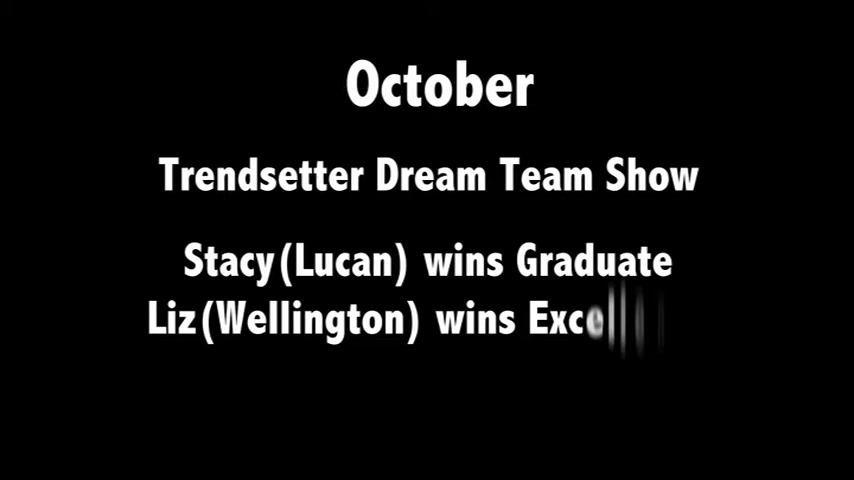 October
Trendsetter Dream Team Show
Stacy(Lucan) wins Graduate
Liz(Wellington) wins